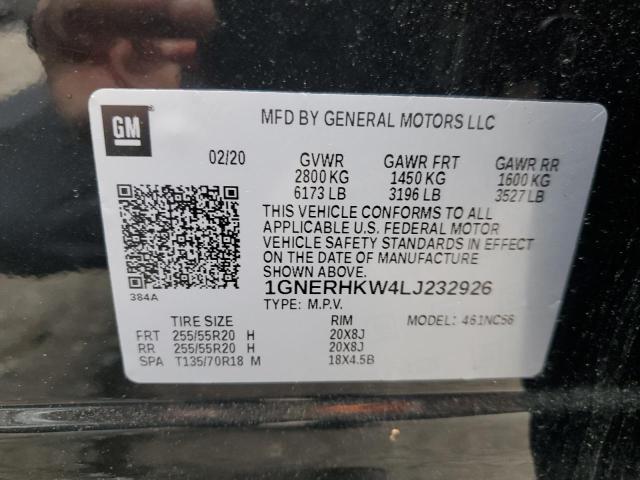 GM
MFD BY GENERAL MOTORS LLC
02/20 GVWR GAWR FRT GAWR RR
2800 KG 1450 KG 1600 KG
6173 LB 3196 LB 3527 LB
THIS VEHICLE CONFORMS TO ALL
APPLICABLE U.S. FEDERAL MOTOR
VEHICLE SAFETY STANDARDS IN EFFECT
ON THE DATE OF MANUFACTURE
SHOWN ABOVE.
384A
1GNERHKW4LJ232926
TYPE: M.P.V. MODEL: 461NC56
TIRE SIZE RIM
FRT 255/55R20 H 20X8J
RR 255/55R20 H 20X8J
SPA T135/70R18 M 18X4.5B